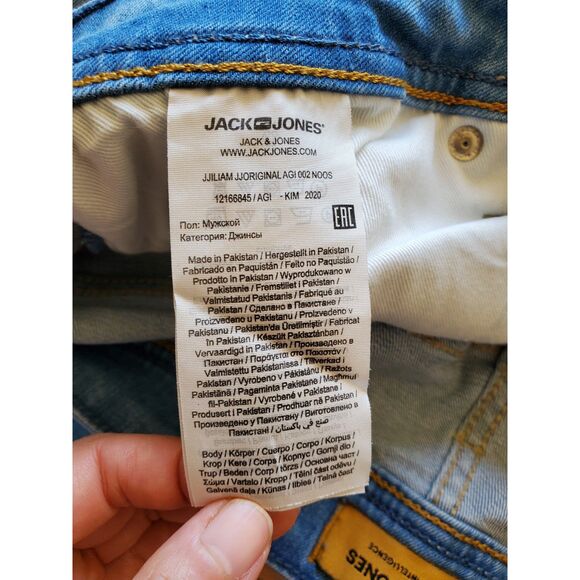 JACK JONES®
JACK & JONES
WWW.JACKJONES.COM
JJILIAM JJORIGINAL AGI 002 NOOS
12166845 / AGI - KIM 2020
EAC
Пол: Мужской
Категория: Джинсы
Made in Pakistan / Hergestellt in Pakistan /
Fabricado en Paquistán / Feito no Paquistão /
Prodotto in Pakistan / Wyprodukowano w
Pakistanie / Fremstillet i Pakistan /
Valmistatud Pakistanis / Fabriqué au
Pakistan / Сделано в Пакистане /
Proizvedeno u Pakistanu / Proizvedeno v
Pakistanu / Pakistan'da Üretilmiştir / Fabricat
în Pakistan / Készült Pakisztánban /
Vervaardigd in Pakistan / Произведено в
Пакистан / Παράγεται στο Πακιστάν /
Valmistettu Pakistanissa / Tillverkad i
Pakistan / Vyrobeno v Pákistánu / Ražots
Pakistānā / Pagaminta Pakistane / Magħmul
fil-Pakistan / Vyrobené v Pakistane /
Produsert i Pakistan / Prodhuar në Pakistan /
Произведено у Пакистану / Виготовлено в
Пакистані / صنع في باكستان
Body / Körper / Cuerpo / Corpo / Korpus /
Krop / Kere / Corps / Корпус / Gornji dio /
Trup / Beden / Corp / törzs / Основна част /
Σώμα / Vartalo / Kropp / Tělní část oděvu /
Galvenā daļa / Kūnas / Ilbies / Telná časť
JONES
INTELLIGENCE